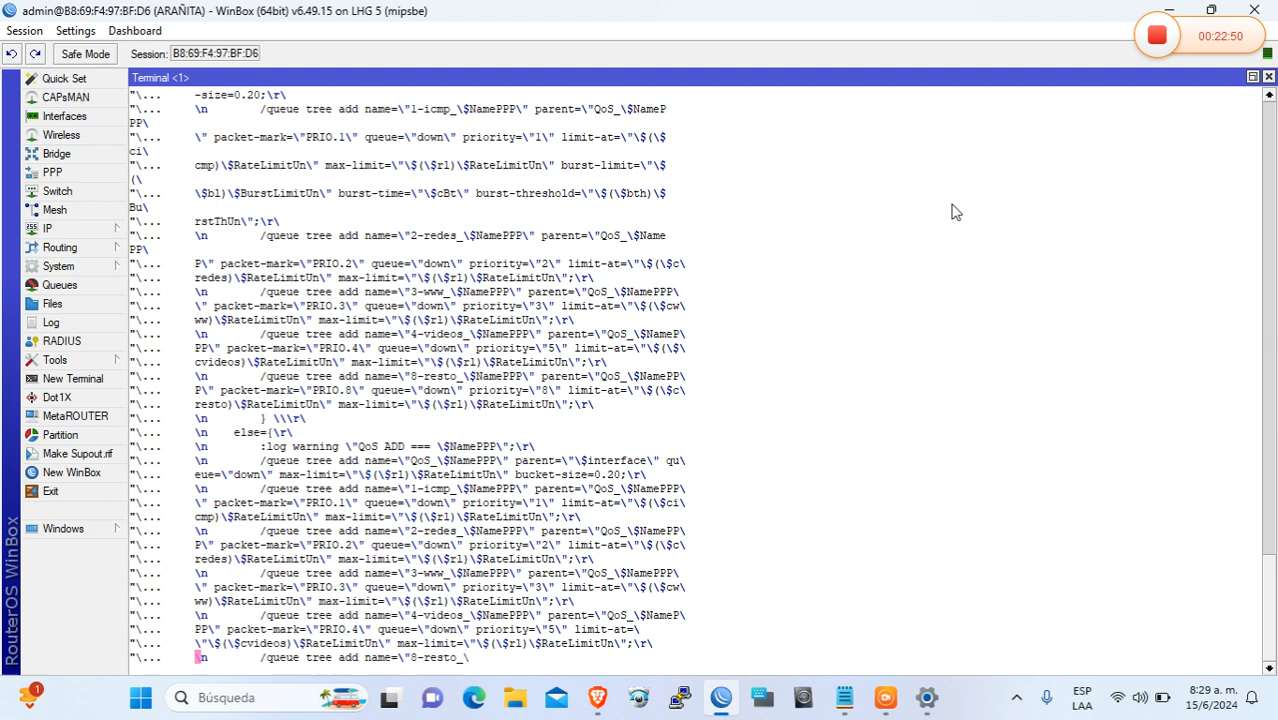 admin@B8:69:F4:97:BF:D6 (ARAÑITA) - WinBox (64bit) v6.49.15 on LHG 5 (mipsbe)
Session Settings Dashboard
00:22:50
Safe Mode Session: B8:69:F4:97:BF:D6
Quick Set
CAPsMAN
Interfaces
Wireless
Bridge
PPP
Switch
Mesh
IP
Routing
System
Queues
Files
Log
RADIUS
Tools
New Terminal
Dot1X
MetaROUTER
Partition
Make Supout.rif
New WinBox
Exit
Windows
RouterOS WinBox
Terminal <1>
"\... -size=0.20;\r\
"\... \n /queue tree add name=\"1-icmp_\$NamePPP\" parent=\"QoS_\$NameP
PP\
"\... \" packet-mark=\"PRIO.1\" queue=\"down\" priority=\"1\" limit-at=\"\$(\$
ci\
"\... cmp)\$RateLimitUn\" max-limit=\"\$(\$rl)\$RateLimitUn\" burst-limit=\"\$
(\
"\... \$bl)\$BurstLimitUn\" burst-time=\"\$cBt\" burst-threshold=\"\$(\$bth)\$
Bu\
"\... rstThUn\";\r\
"\... \n /queue tree add name=\"2-redes_\$NamePPP\" parent=\"QoS_\$Name
PP\
"\... P\" packet-mark=\"PRIO.2\" queue=\"down\" priority=\"2\" limit-at=\"\$(\$c\
"\... redes)\$RateLimitUn\" max-limit=\"\$(\$rl)\$RateLimitUn\";\r\
"\... \n /queue tree add name=\"3-www_\$NamePPP\" parent=\"QoS_\$NamePPP\
"\... \" packet-mark=\"PRIO.3\" queue=\"down\" priority=\"3\" limit-at=\"\$(\$cw\
"\... ww)\$RateLimitUn\" max-limit=\"\$(\$rl)\$RateLimitUn\";\r\
"\... \n /queue tree add name=\"4-videos_\$NamePPP\" parent=\"QoS_\$NameP\
"\... PP\" packet-mark=\"PRIO.4\" queue=\"down\" priority=\"5\" limit-at=\"\$(\$\
"\... cvideos)\$RateLimitUn\" max-limit=\"\$(\$rl)\$RateLimitUn\";\r\
"\... \n /queue tree add name=\"8-resto_\$NamePPP\" parent=\"QoS_\$NamePP\
"\... P\" packet-mark=\"PRIO.8\" queue=\"down\" priority=\"8\" limit-at=\"\$(\$c\
"\... resto)\$RateLimitUn\" max-limit=\"\$(\$rl)\$RateLimitUn\";\r\
"\... \n } \\\r\
"\... \n else={\r\
"\... \n :log warning \"QoS ADD === \$NamePPP\";\r\
"\... \n /queue tree add name=\"QoS_\$NamePPP\" parent=\"\$interface\" qu\
"\... eue=\"down\" max-limit=\"\$(\$rl)\$RateLimitUn\" bucket-size=0.20;\r\
"\... \n /queue tree add name=\"1-icmp_\$NamePPP\" parent=\"QoS_\$NamePPP\
"\... \" packet-mark=\"PRIO.1\" queue=\"down\" priority=\"1\" limit-at=\"\$(\$ci\
"\... cmp)\$RateLimitUn\" max-limit=\"\$(\$rl)\$RateLimitUn\";\r\
"\... \n /queue tree add name=\"2-redes_\$NamePPP\" parent=\"QoS_\$NamePP\
"\... P\" packet-mark=\"PRIO.2\" queue=\"down\" priority=\"2\" limit-at=\"\$(\$c\
"\... redes)\$RateLimitUn\" max-limit=\"\$(\$rl)\$RateLimitUn\";\r\
"\... \n /queue tree add name=\"3-www_\$NamePPP\" parent=\"QoS_\$NamePPP\
"\... \" packet-mark=\"PRIO.3\" queue=\"down\" priority=\"3\" limit-at=\"\$(\$cw\
"\... ww)\$RateLimitUn\" max-limit=\"\$(\$rl)\$RateLimitUn\";\r\
"\... \n /queue tree add name=\"4-videos_\$NamePPP\" parent=\"QoS_\$NameP\
"\... PP\" packet-mark=\"PRIO.4\" queue=\"down\" priority=\"5\" limit-at=\
"\... \"\$(\$cvideos)\$RateLimitUn\" max-limit=\"\$(\$rl)\$RateLimitUn\";\r\
"\... \n /queue tree add name=\"8-resto_\
1
Búsqueda
ESP
LAA
8:29 a. m.
15/6/2024